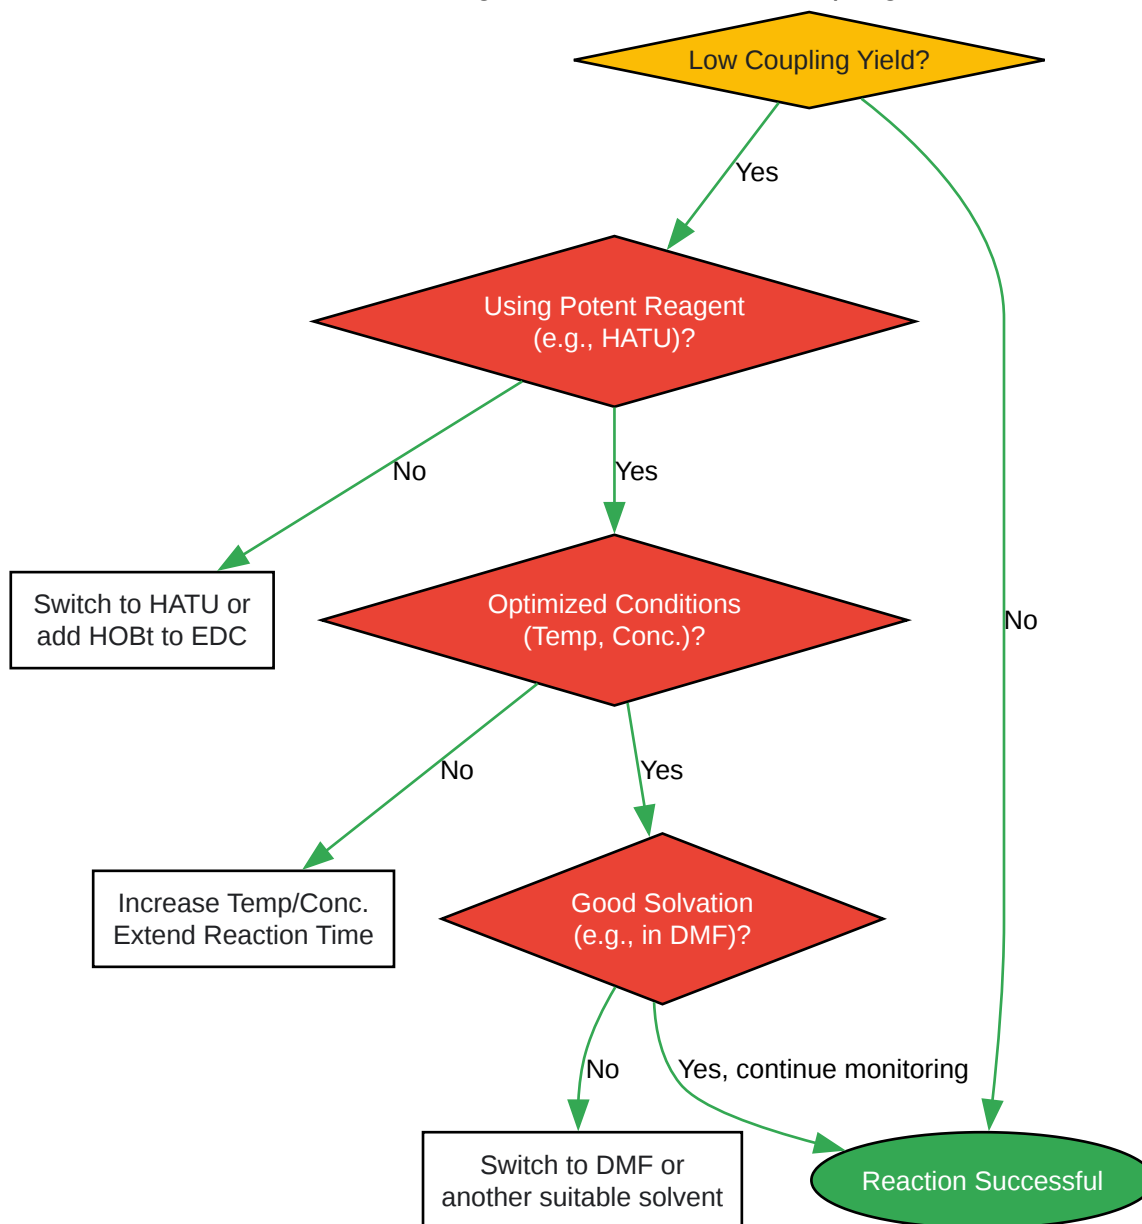 Low Coupling Yield?
Yes
Using Potent Reagent
(e.g., HATU)?
No
Yes
Switch to HATU or
add HOBt to EDC
Optimized Conditions
(Temp, Conc.)?
No
No
Yes
Increase Temp/Conc.
Extend Reaction Time
Good Solvation
(e.g., in DMF)?
No
Yes, continue monitoring
Switch to DMF or
another suitable solvent
Reaction Successful